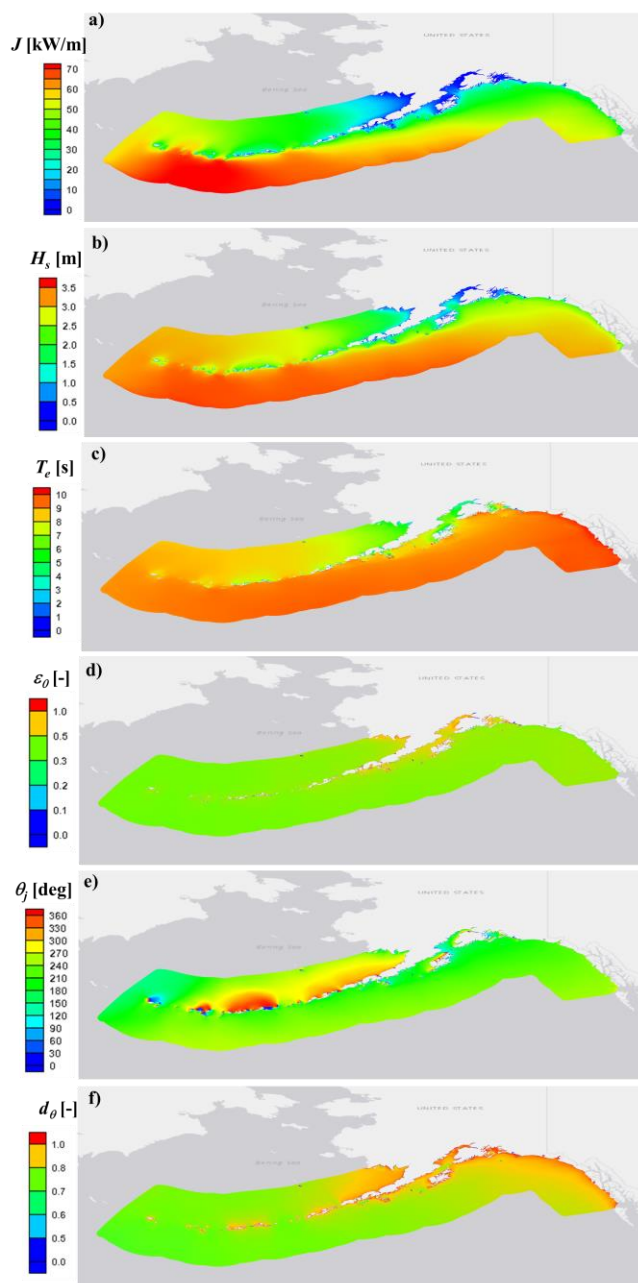 a)
J [kW/m]
70
60
50
40
30
20
10
0
UNITED STATES
Bering Sea
b)
H_s [m]
3.5
3.0
2.5
2.0
1.5
1.0
0.5
0.0
UNITED STATES
Bering Sea
c)
T_e [s]
10
9
8
7
6
5
4
3
2
1
0
UNITED STATES
Bering Sea
d)
ε_0 [-]
1.0
0.5
0.3
0.2
0.1
0.0
UNITED STATES
Bering Sea
e)
θ_j [deg]
360
330
300
270
240
210
180
150
120
90
60
30
0
UNITED STATES
Bering Sea
f)
d_θ [-]
1.0
0.8
0.7
0.6
0.5
0.0
UNITED STATES
Bering Sea